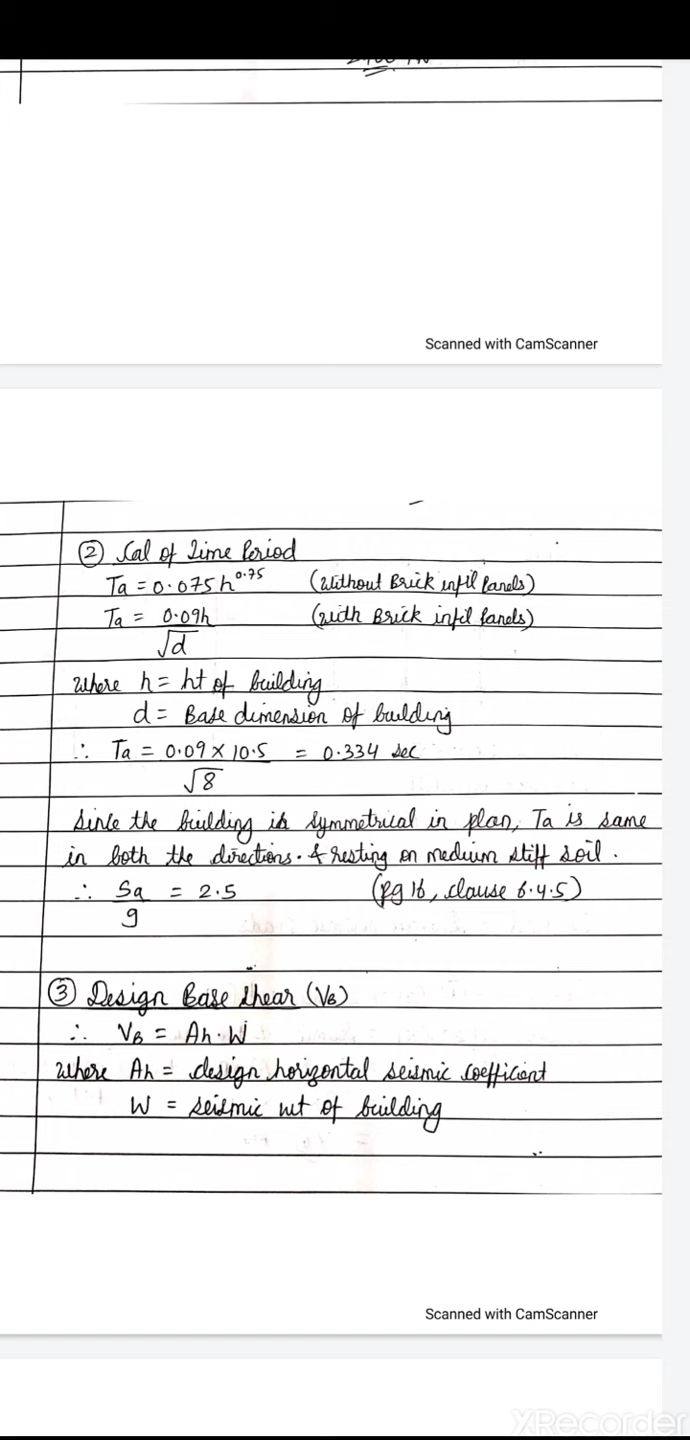 Scanned with CamScanner
② Cal of Time Period
Ta = 0.075 h^0.75 (Without Brick infil Panels)
Ta = 0.09h / √d (with Brick infil Panels)
where h = ht of building
d = Base dimension of building
∴ Ta = 0.09 × 10.5 / √8 = 0.334 sec
Since the building is symmetrical in plan, Ta is same
in both the directions. & resting on medium stiff soil.
∴ Sa / g = 2.5 (Pg 16, clause 6.4.5)
③ Design Base Shear (VB)
∴ VB = Ah . W
where Ah = design horizontal seismic coefficient
W = seismic wt of building
Scanned with CamScanner
XRecorder